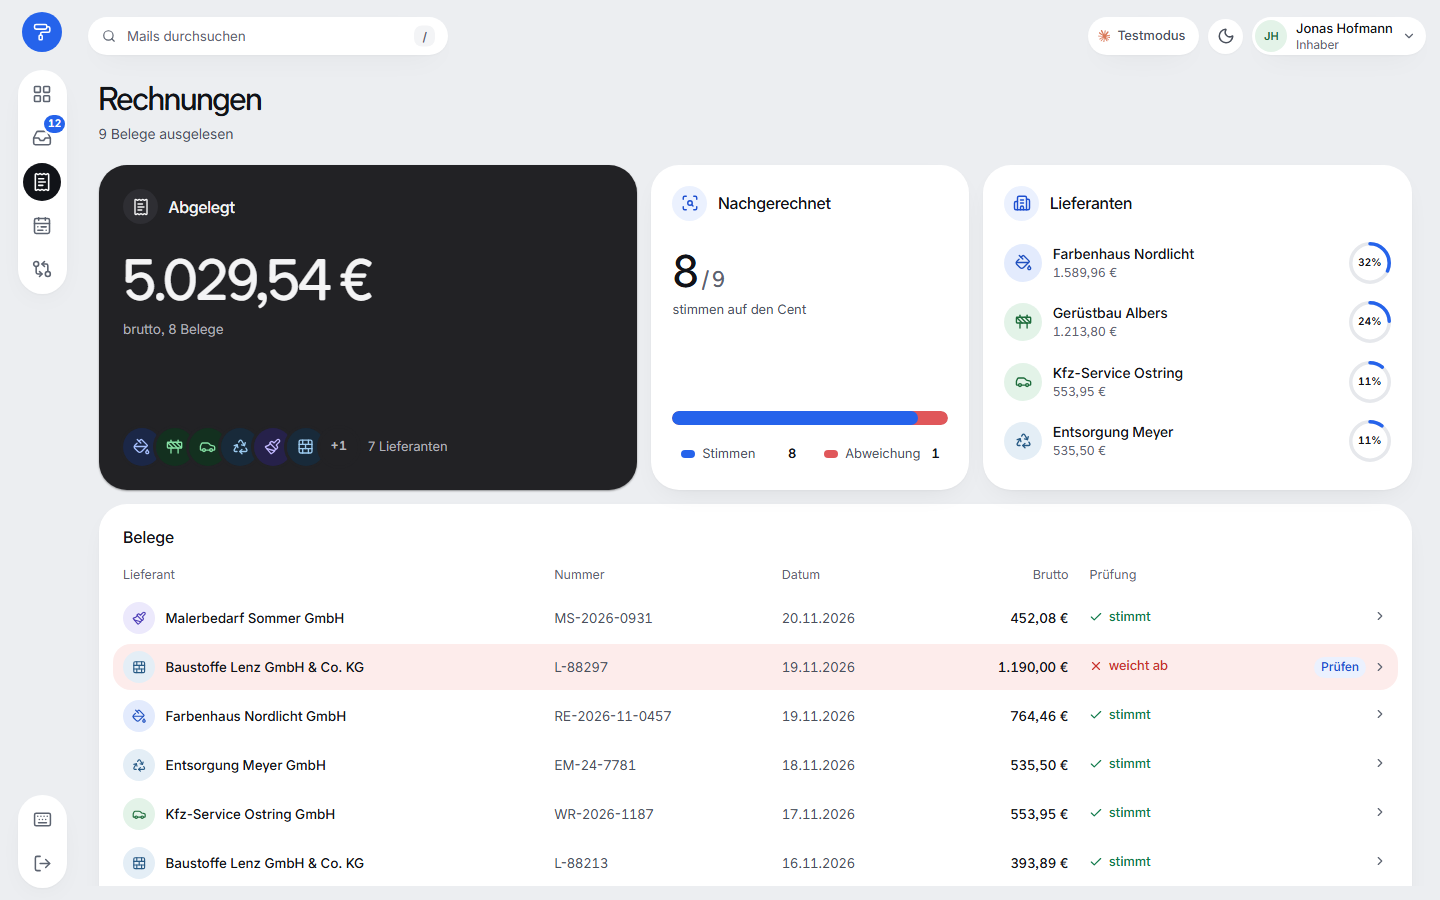 Mails durchsuchen
/
Testmodus
JH
Jonas Hofmann
Inhaber
12
Rechnungen
9 Belege ausgelesen
Abgelegt
5.029,54 €
brutto, 8 Belege
+1
7 Lieferanten
Nachgerechnet
8/9
stimmen auf den Cent
Stimmen 8
Abweichung 1
Lieferanten
Farbenhaus Nordlicht
1.589,96 €
32%
Gerüstbau Albers
1.213,80 €
24%
Kfz-Service Ostring
553,95 €
11%
Entsorgung Meyer
535,50 €
11%
Belege
Lieferant Nummer Datum Brutto Prüfung
Malerbedarf Sommer GmbH MS-2026-0931 20.11.2026 452,08 € stimmt
Baustoffe Lenz GmbH & Co. KG L-88297 19.11.2026 1.190,00 € weicht ab Prüfen
Farbenhaus Nordlicht GmbH RE-2026-11-0457 19.11.2026 764,46 € stimmt
Entsorgung Meyer GmbH EM-24-7781 18.11.2026 535,50 € stimmt
Kfz-Service Ostring GmbH WR-2026-1187 17.11.2026 553,95 € stimmt
Baustoffe Lenz GmbH & Co. KG L-88213 16.11.2026 393,89 € stimmt